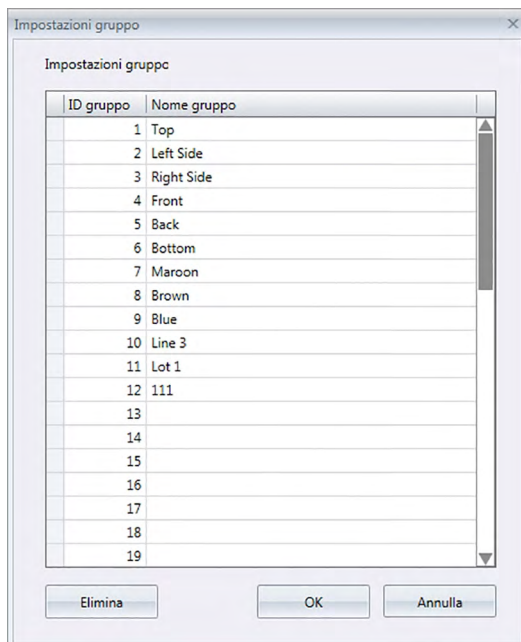 Impostazioni gruppo
Impostazioni gruppo
ID gruppo Nome gruppo
1 Top
2 Left Side
3 Right Side
4 Front
5 Back
6 Bottom
7 Maroon
8 Brown
9 Blue
10 Line 3
11 Lot 1
12 111
13
14
15
16
17
18
19
Elimina OK Annulla